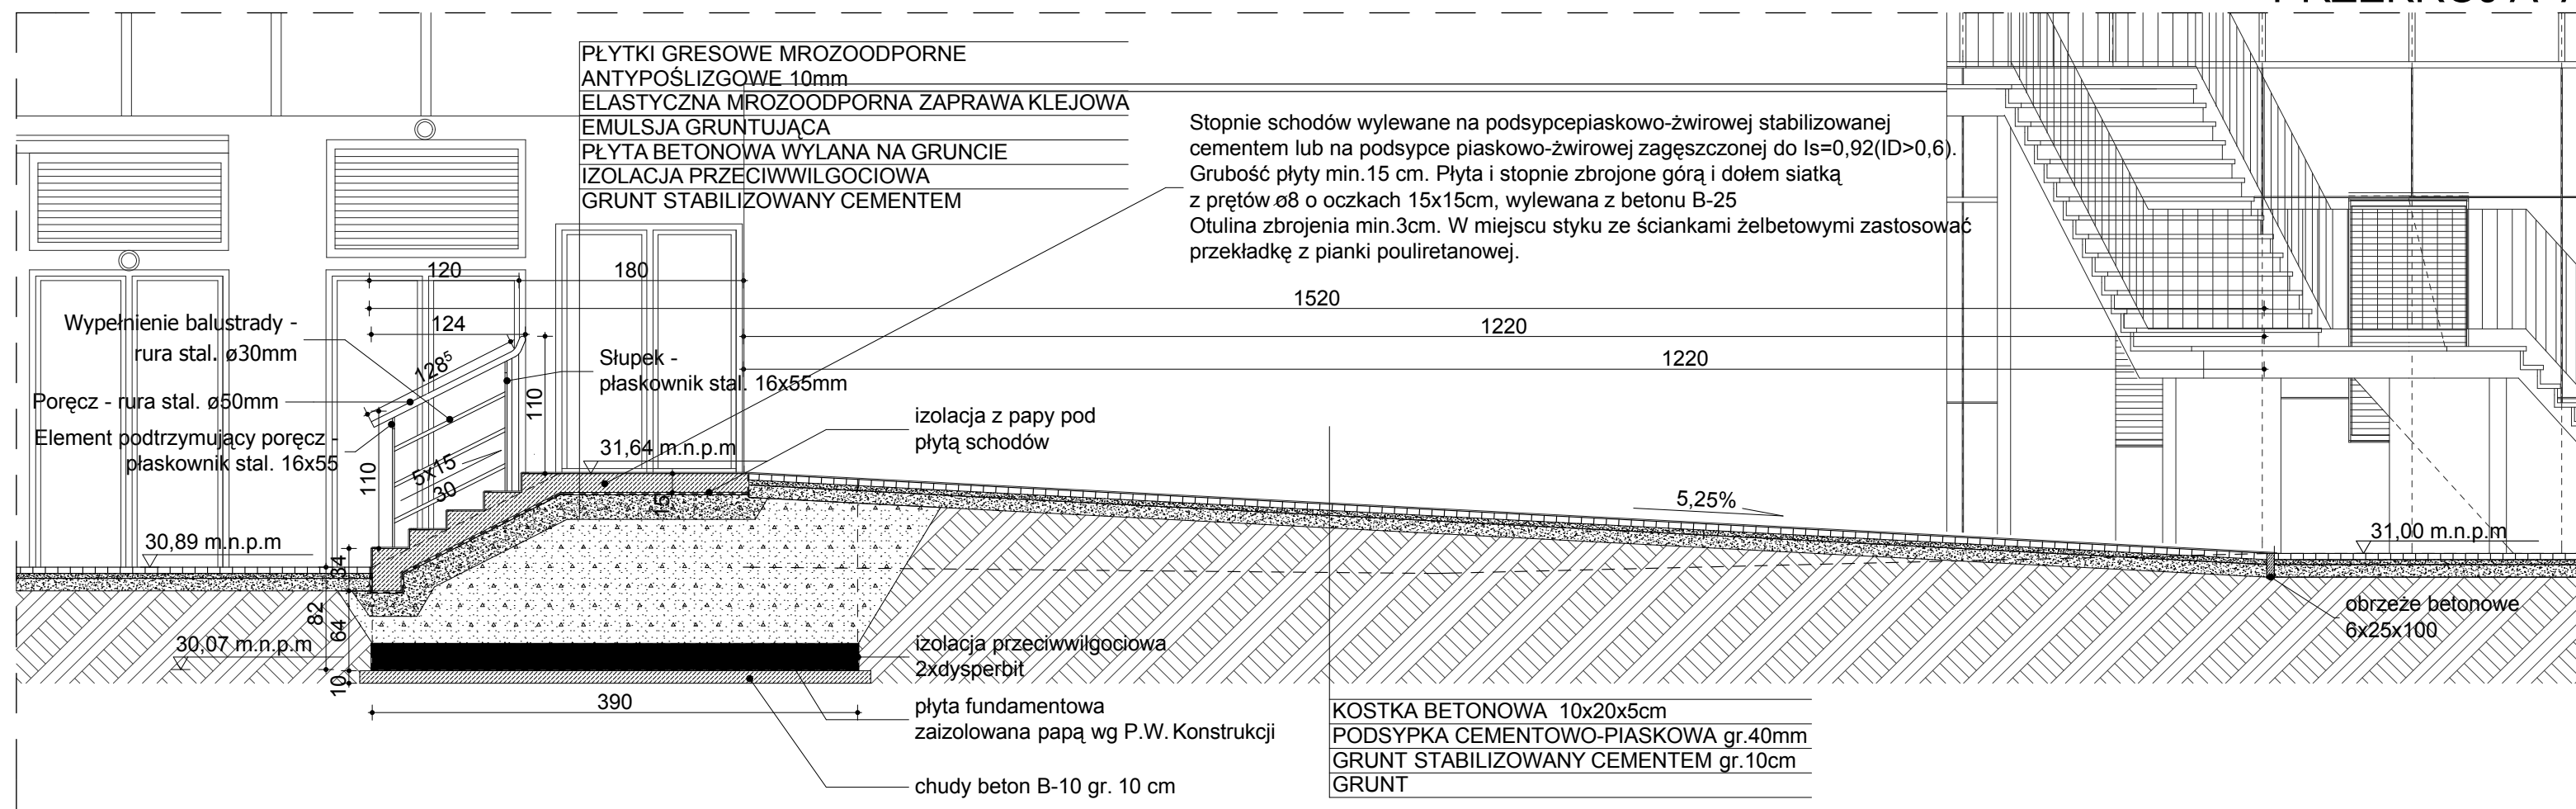 PRZEKRÓJ A-A
PŁYTKI GRESOWE MROZOODPORNE
ANTYPOŚLIZGOWE 10mm
ELASTYCZNA MROZOODPORNA ZAPRAWA KLEJOWA
EMULSJA GRUNTUJĄCA
PŁYTA BETONOWA WYLANA NA GRUNCIE
IZOLACJA PRZECIWWILGOCIOWA
GRUNT STABILIZOWANY CEMENTEM
Stopnie schodów wylewane na podsypcepiaskowo-żwirowej stabilizowanej
cementem lub na podsypce piaskowo-żwirowej zagęszczonej do Is=0,92(ID>0,6).
Grubość płyty min.15 cm. Płyta i stopnie zbrojone górą i dołem siatką
z prętów ø8 o oczkach 15x15cm, wylewana z betonu B-25
Otulina zbrojenia min.3cm. W miejscu styku ze ściankami żelbetowymi zastosować
przekładkę z pianki pouliretanowej.
120
180
1520
124
1220
1220
Wypełnienie balustrady -
rura stal. ø30mm
128⁵
Słupek -
płaskownik stal. 16x55mm
Poręcz - rura stal. ø50mm
110
Element podtrzymujący poręcz -
płaskownik stal. 16x55
110
5x15
30
izolacja z papy pod
płytą schodów
31,64 m.n.p.m
15
5,25%
30,89 m.n.p.m
31,00 m.n.p.m
34
82
64
10
30,07 m.n.p.m
obrzeże betonowe
6x25x100
izolacja przeciwwilgociowa
2xdysperbit
390
płyta fundamentowa
zaizolowana papą wg P.W. Konstrukcji
chudy beton B-10 gr. 10 cm
KOSTKA BETONOWA 10x20x5cm
PODSYPKA CEMENTOWO-PIASKOWA gr.40mm
GRUNT STABILIZOWANY CEMENTEM gr.10cm
GRUNT